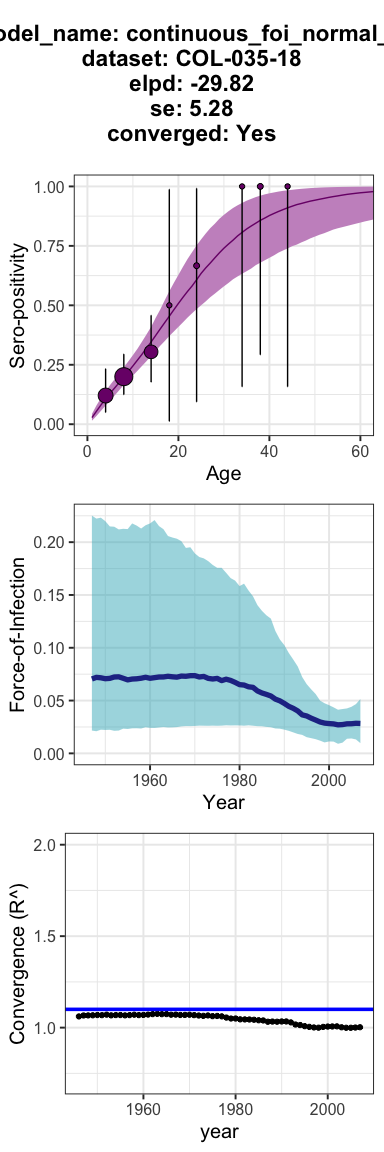 odel_name: continuous_foi_normal_
dataset: COL-035-18
elpd: -29.82
se: 5.28
converged: Yes
1.00
0.75
0.50
0.25
0.00
Sero-positivity
0 20 40 60
Age
0.20
0.15
0.10
0.05
0.00
Force-of-Infection
1960 1980 2000
Year
2.0
1.5
1.0
Convergence (R^)
1960 1980 2000
year